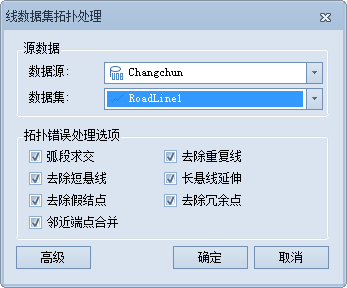 线数据集拓扑处理
源数据
数据源: Changchun
数据集: RoadLine1
拓扑错误处理选项
弧段求交 去除重复线
去除短悬线 长悬线延伸
去除假结点 去除冗余点
邻近端点合并
高级 确定 取消